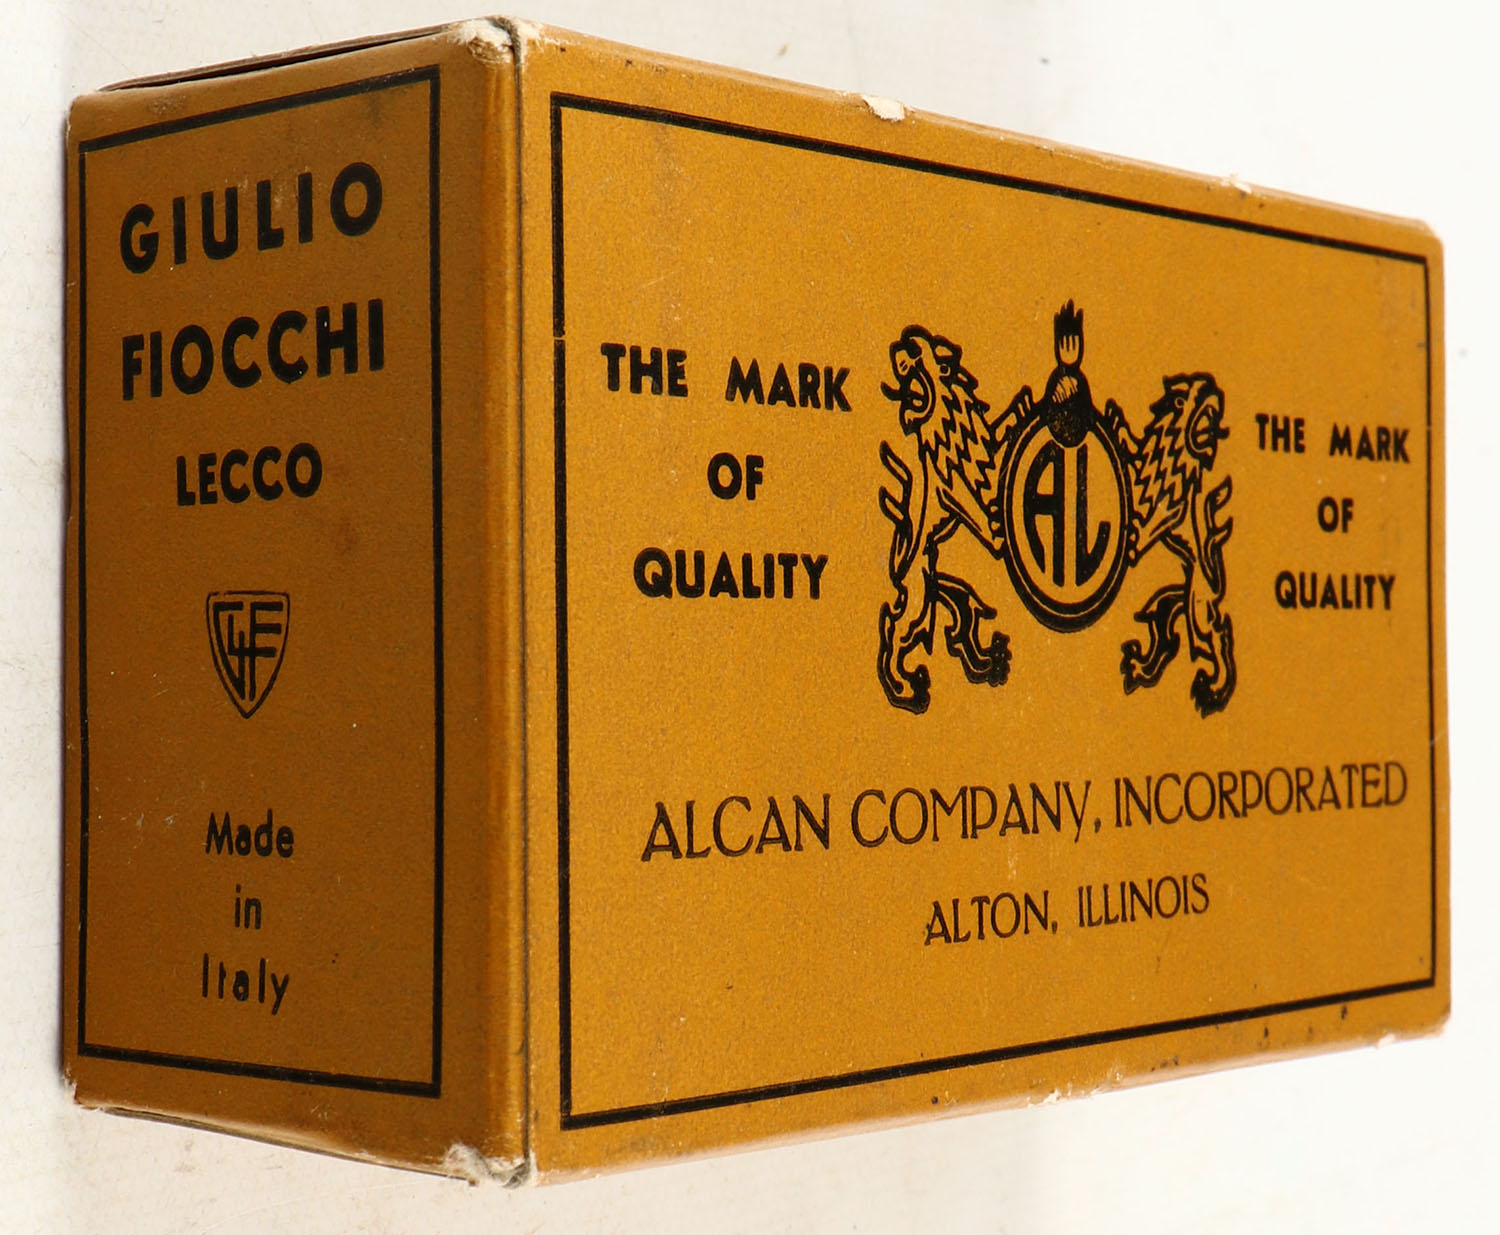 GIULIO
FIOCCHI
LECCO
GFL
Made
in
Italy
THE MARK
OF
QUALITY
AL
THE MARK
OF
QUALITY
ALCAN COMPANY, INCORPORATED
ALTON, ILLINOIS